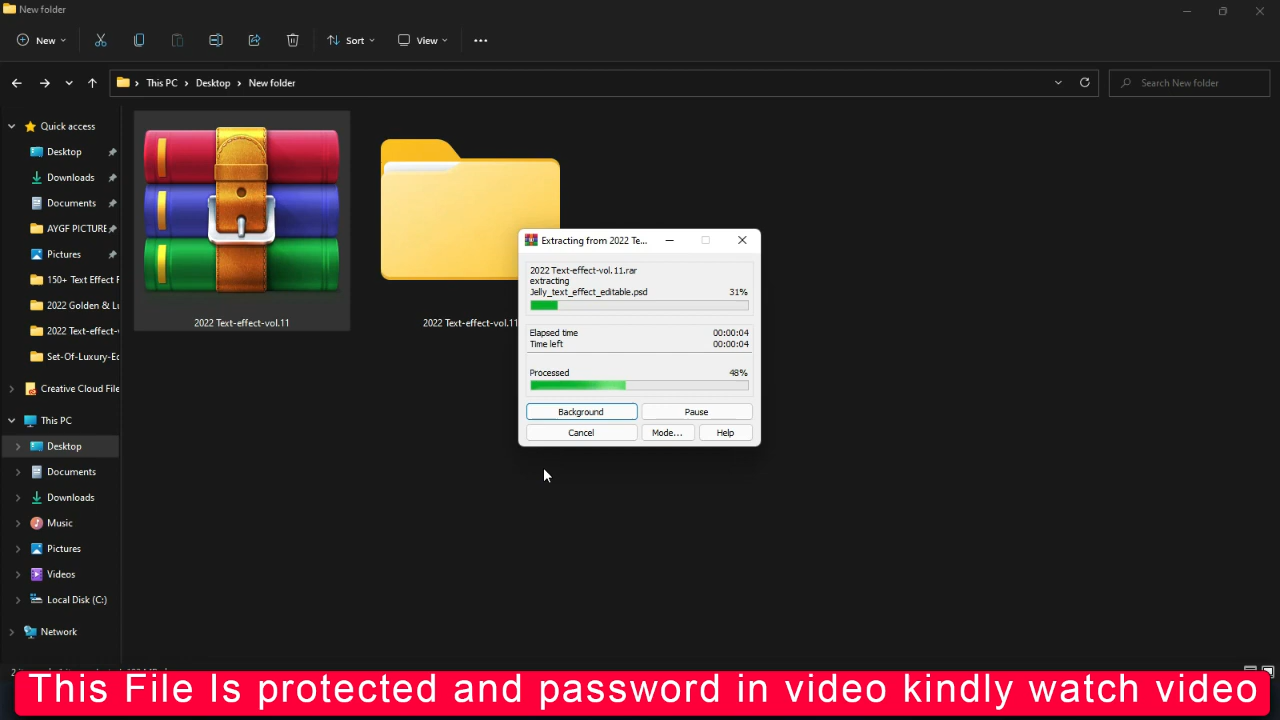 New folder
New
Sort
View
This PC
Desktop
New folder
Search New folder
Quick access
Desktop
Downloads
Documents
AYGF PICTURE
Pictures
150+ Text Effect
2022 Golden & L
2022 Text-effect-
Set-Of-Luxury-E
Creative Cloud File
This PC
Desktop
Documents
Downloads
Music
Pictures
Videos
Local Disk (C:)
Network
2022 Text-effect-vol.11
2022 Text-effect-vol.11
Extracting from 2022 Te...
2022 Text-effect-vol.11.rar
extracting
Jelly_text_effect_editable.psd 31%
Elapsed time 00:00:04
Time left 00:00:04
Processed 48%
Background Pause
Cancel Mode... Help
This File Is protected and password in video kindly watch video